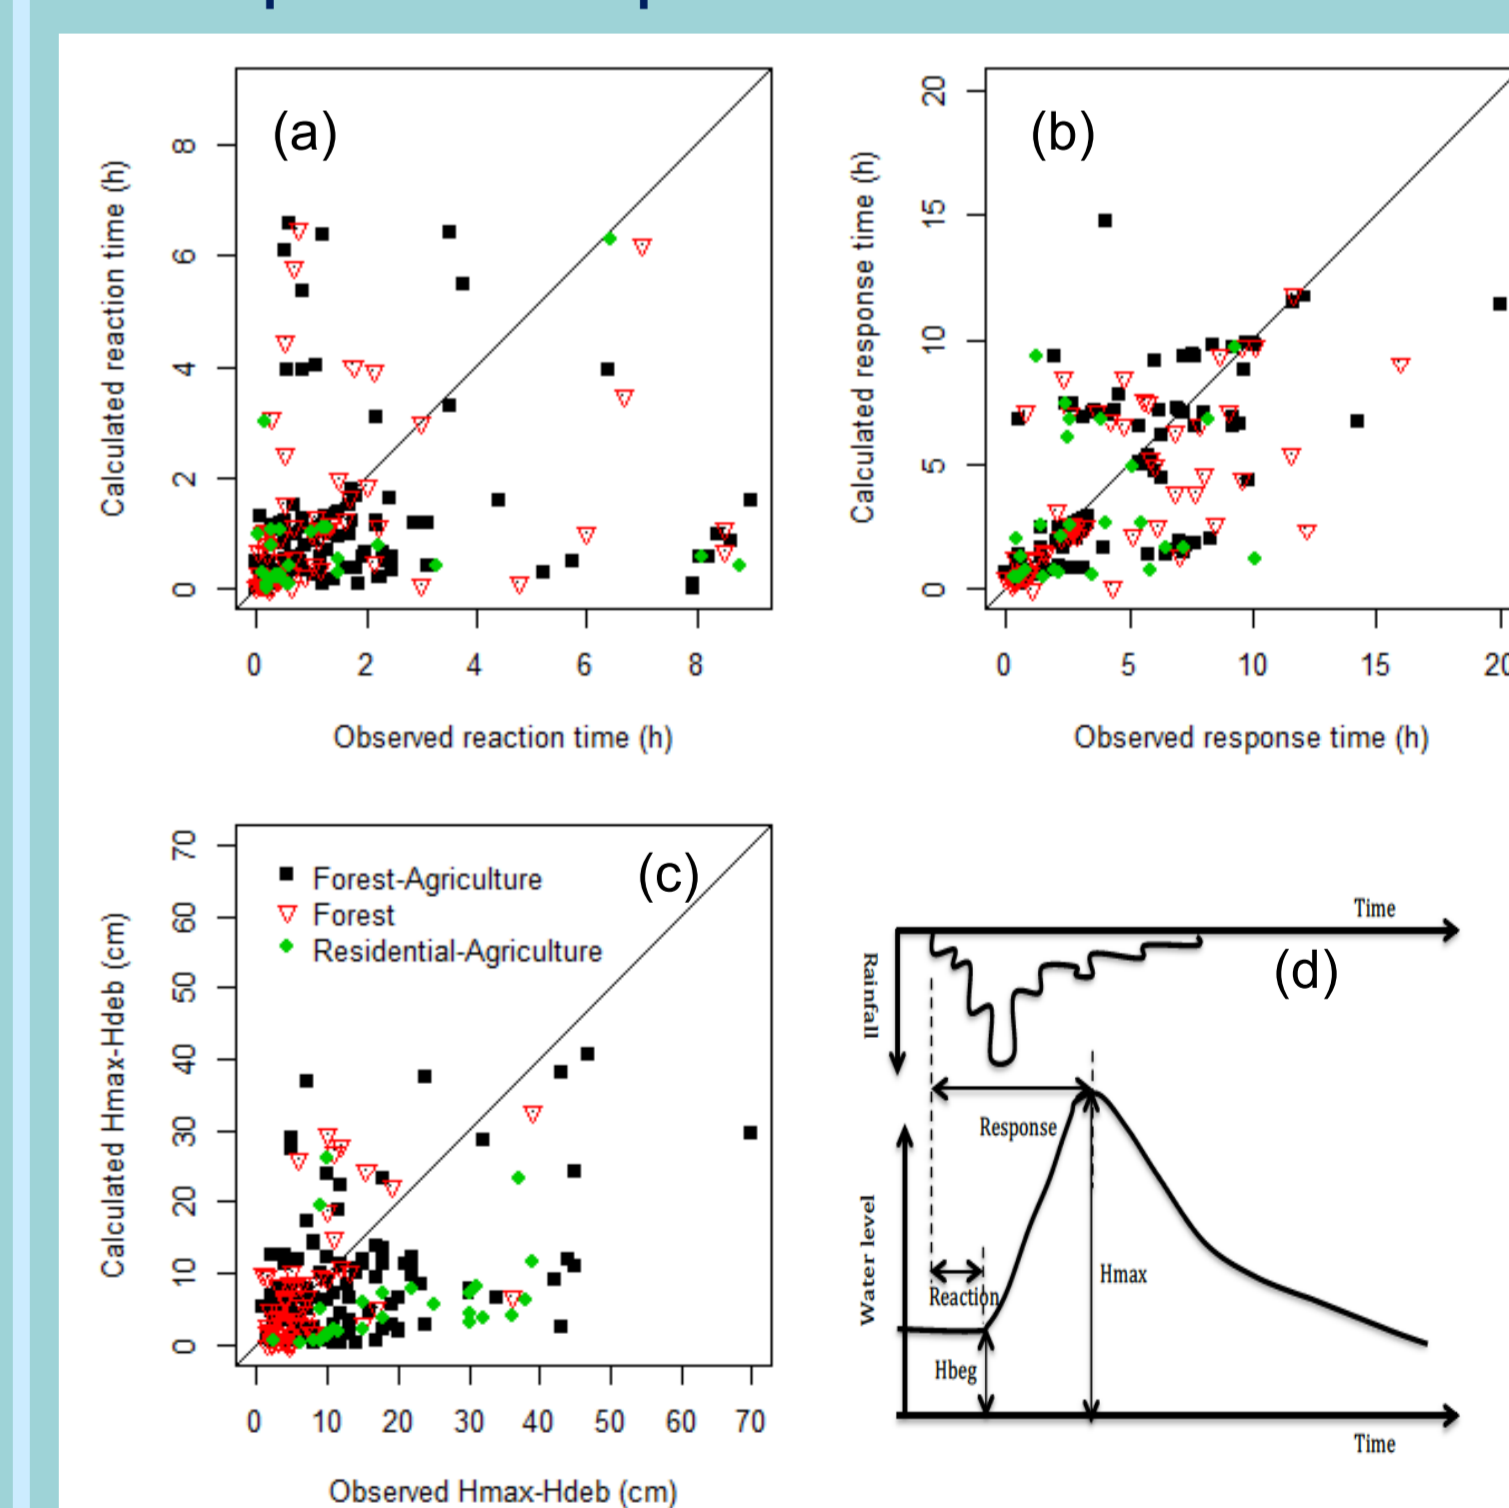 (a)
Calculated reaction time (h)
8
6
4
2
0
0 2 4 6 8
Observed reaction time (h)
(b)
Calculated response time (h)
20
15
10
5
0
0 5 10 15 20
Observed response time (h)
(c)
Forest-Agriculture
Forest
Residential-Agriculture
Calculated Hmax-Hdeb (cm)
70
60
50
40
30
20
10
0
0 10 20 30 40 50 60 70
Observed Hmax-Hdeb (cm)
Time
(d)
Rainfall
Response
Water level
Reaction
Hmax
Hbeg
Time